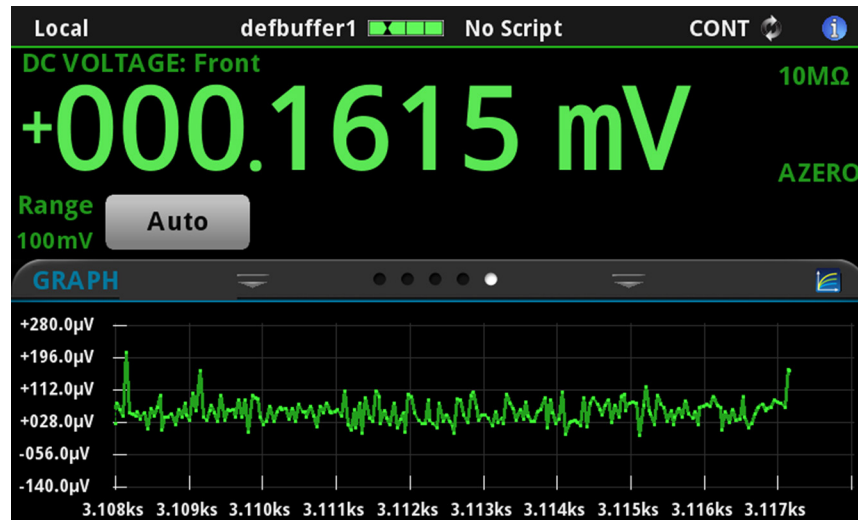 Local defbuffer1 No Script CONT
DC VOLTAGE: Front
10MΩ
+000.1615 mV
AZERO
Range
100mV
Auto
GRAPH
+280.0µV
+196.0µV
+112.0µV
+028.0µV
-056.0µV
-140.0µV
3.108ks 3.109ks 3.110ks 3.111ks 3.112ks 3.113ks 3.114ks 3.115ks 3.116ks 3.117ks